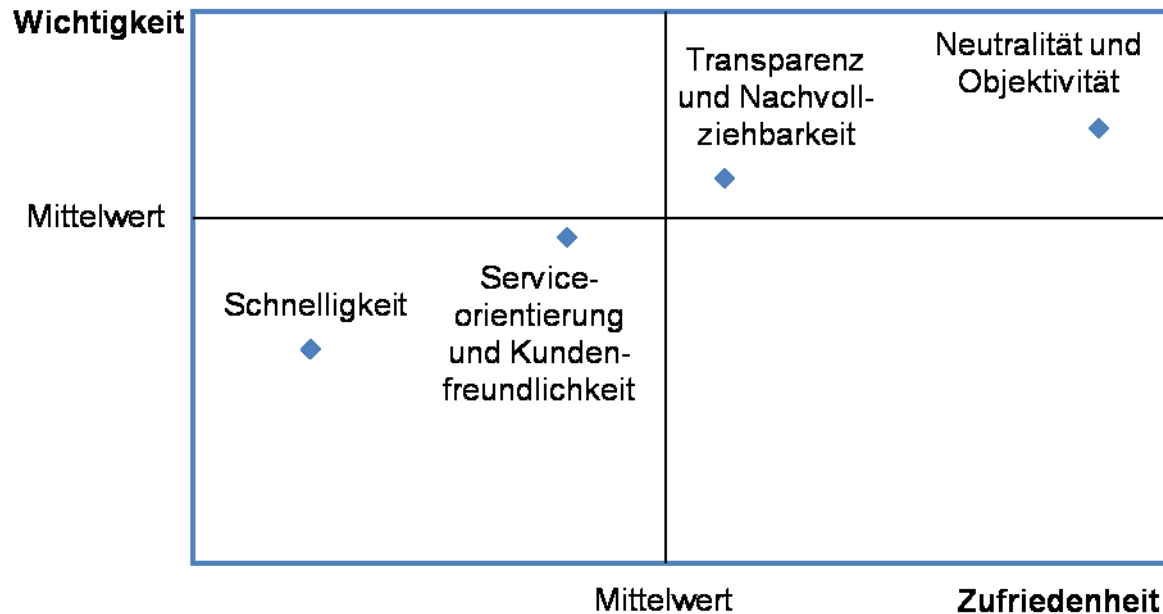 Wichtigkeit
Neutralität und
Objektivität
Transparenz
und Nachvoll-
ziehbarkeit
Mittelwert
Schnelligkeit
Service-
orientierung
und Kunden-
freundlichkeit
Mittelwert
Zufriedenheit